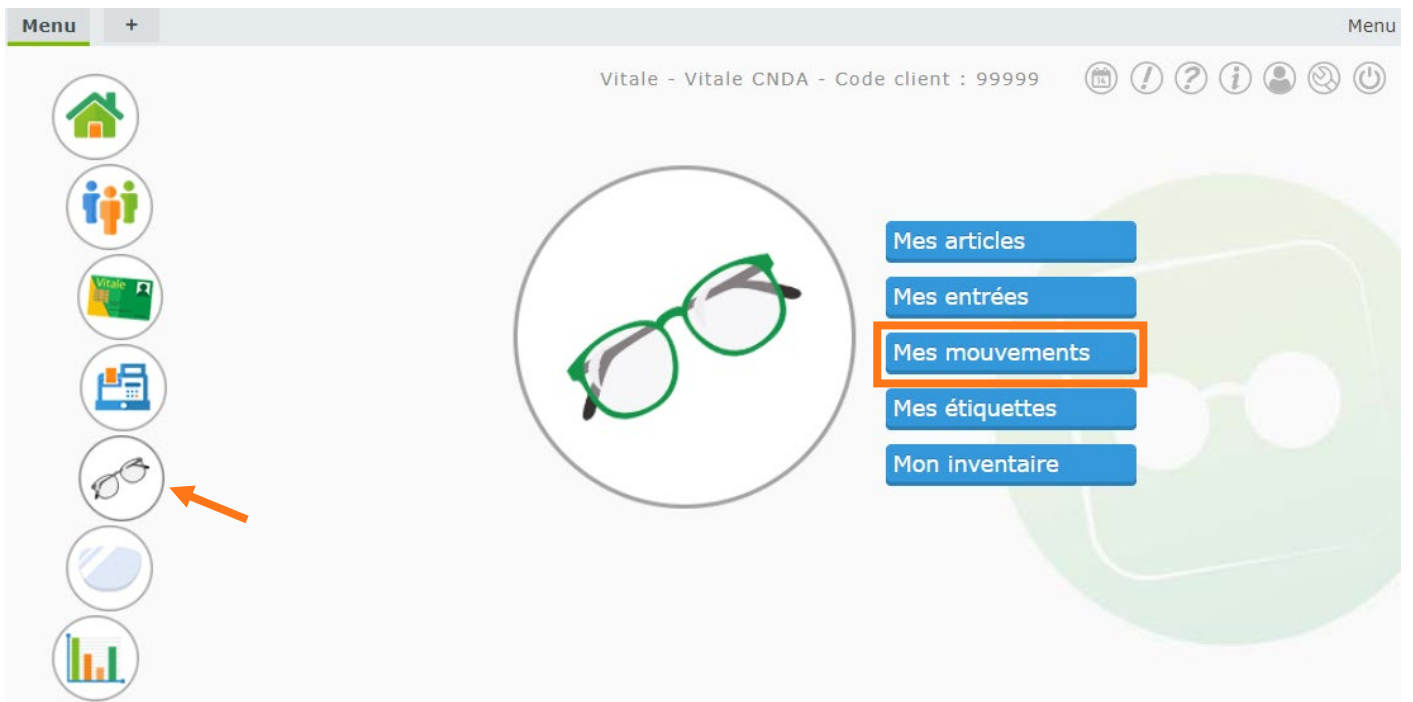 Menu + Menu
Vitale - Vitale CNDA - Code client : 99999
14
Vitale
Mes articles
Mes entrées
Mes mouvements
Mes étiquettes
Mon inventaire